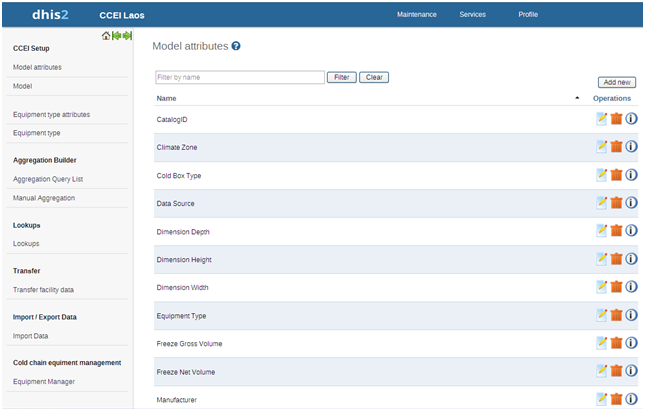 dhis2 CCEI Laos Maintenance Services Profile
CCEI Setup
Model attributes
Model
Equipment type attributes
Equipment type
Aggregation Builder
Aggregation Query List
Manual Aggregation
Lookups
Lookups
Transfer
Transfer facility data
Import / Export Data
Import Data
Cold chain equiment management
Equipment Manager
Model attributes ?
Filter by name Filter Clear
Add new
Name Operations
CatalogID
Climate Zone
Cold Box Type
Data Source
Dimension Depth
Dimension Height
Dimension Width
Equipment Type
Freeze Gross Volume
Freeze Net Volume
Manufacturer